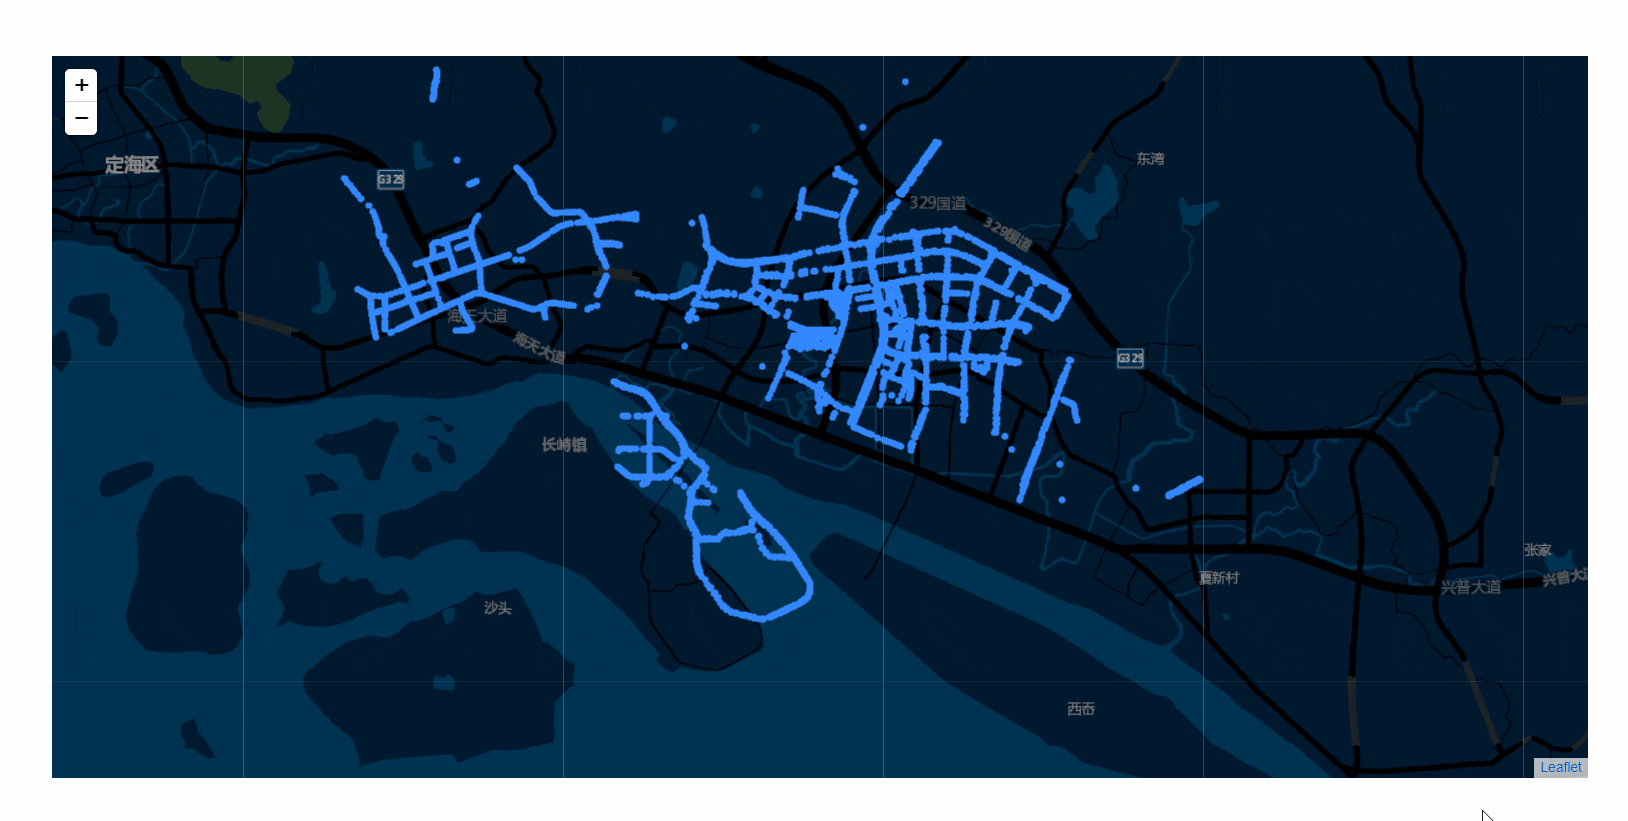 +
−
定海区
G329
东湾
329国道
329国道
海天大道
海天大道
G329
长峙镇
张家
夏新村
兴普大道
兴普大道
沙头
西岙
Leaflet